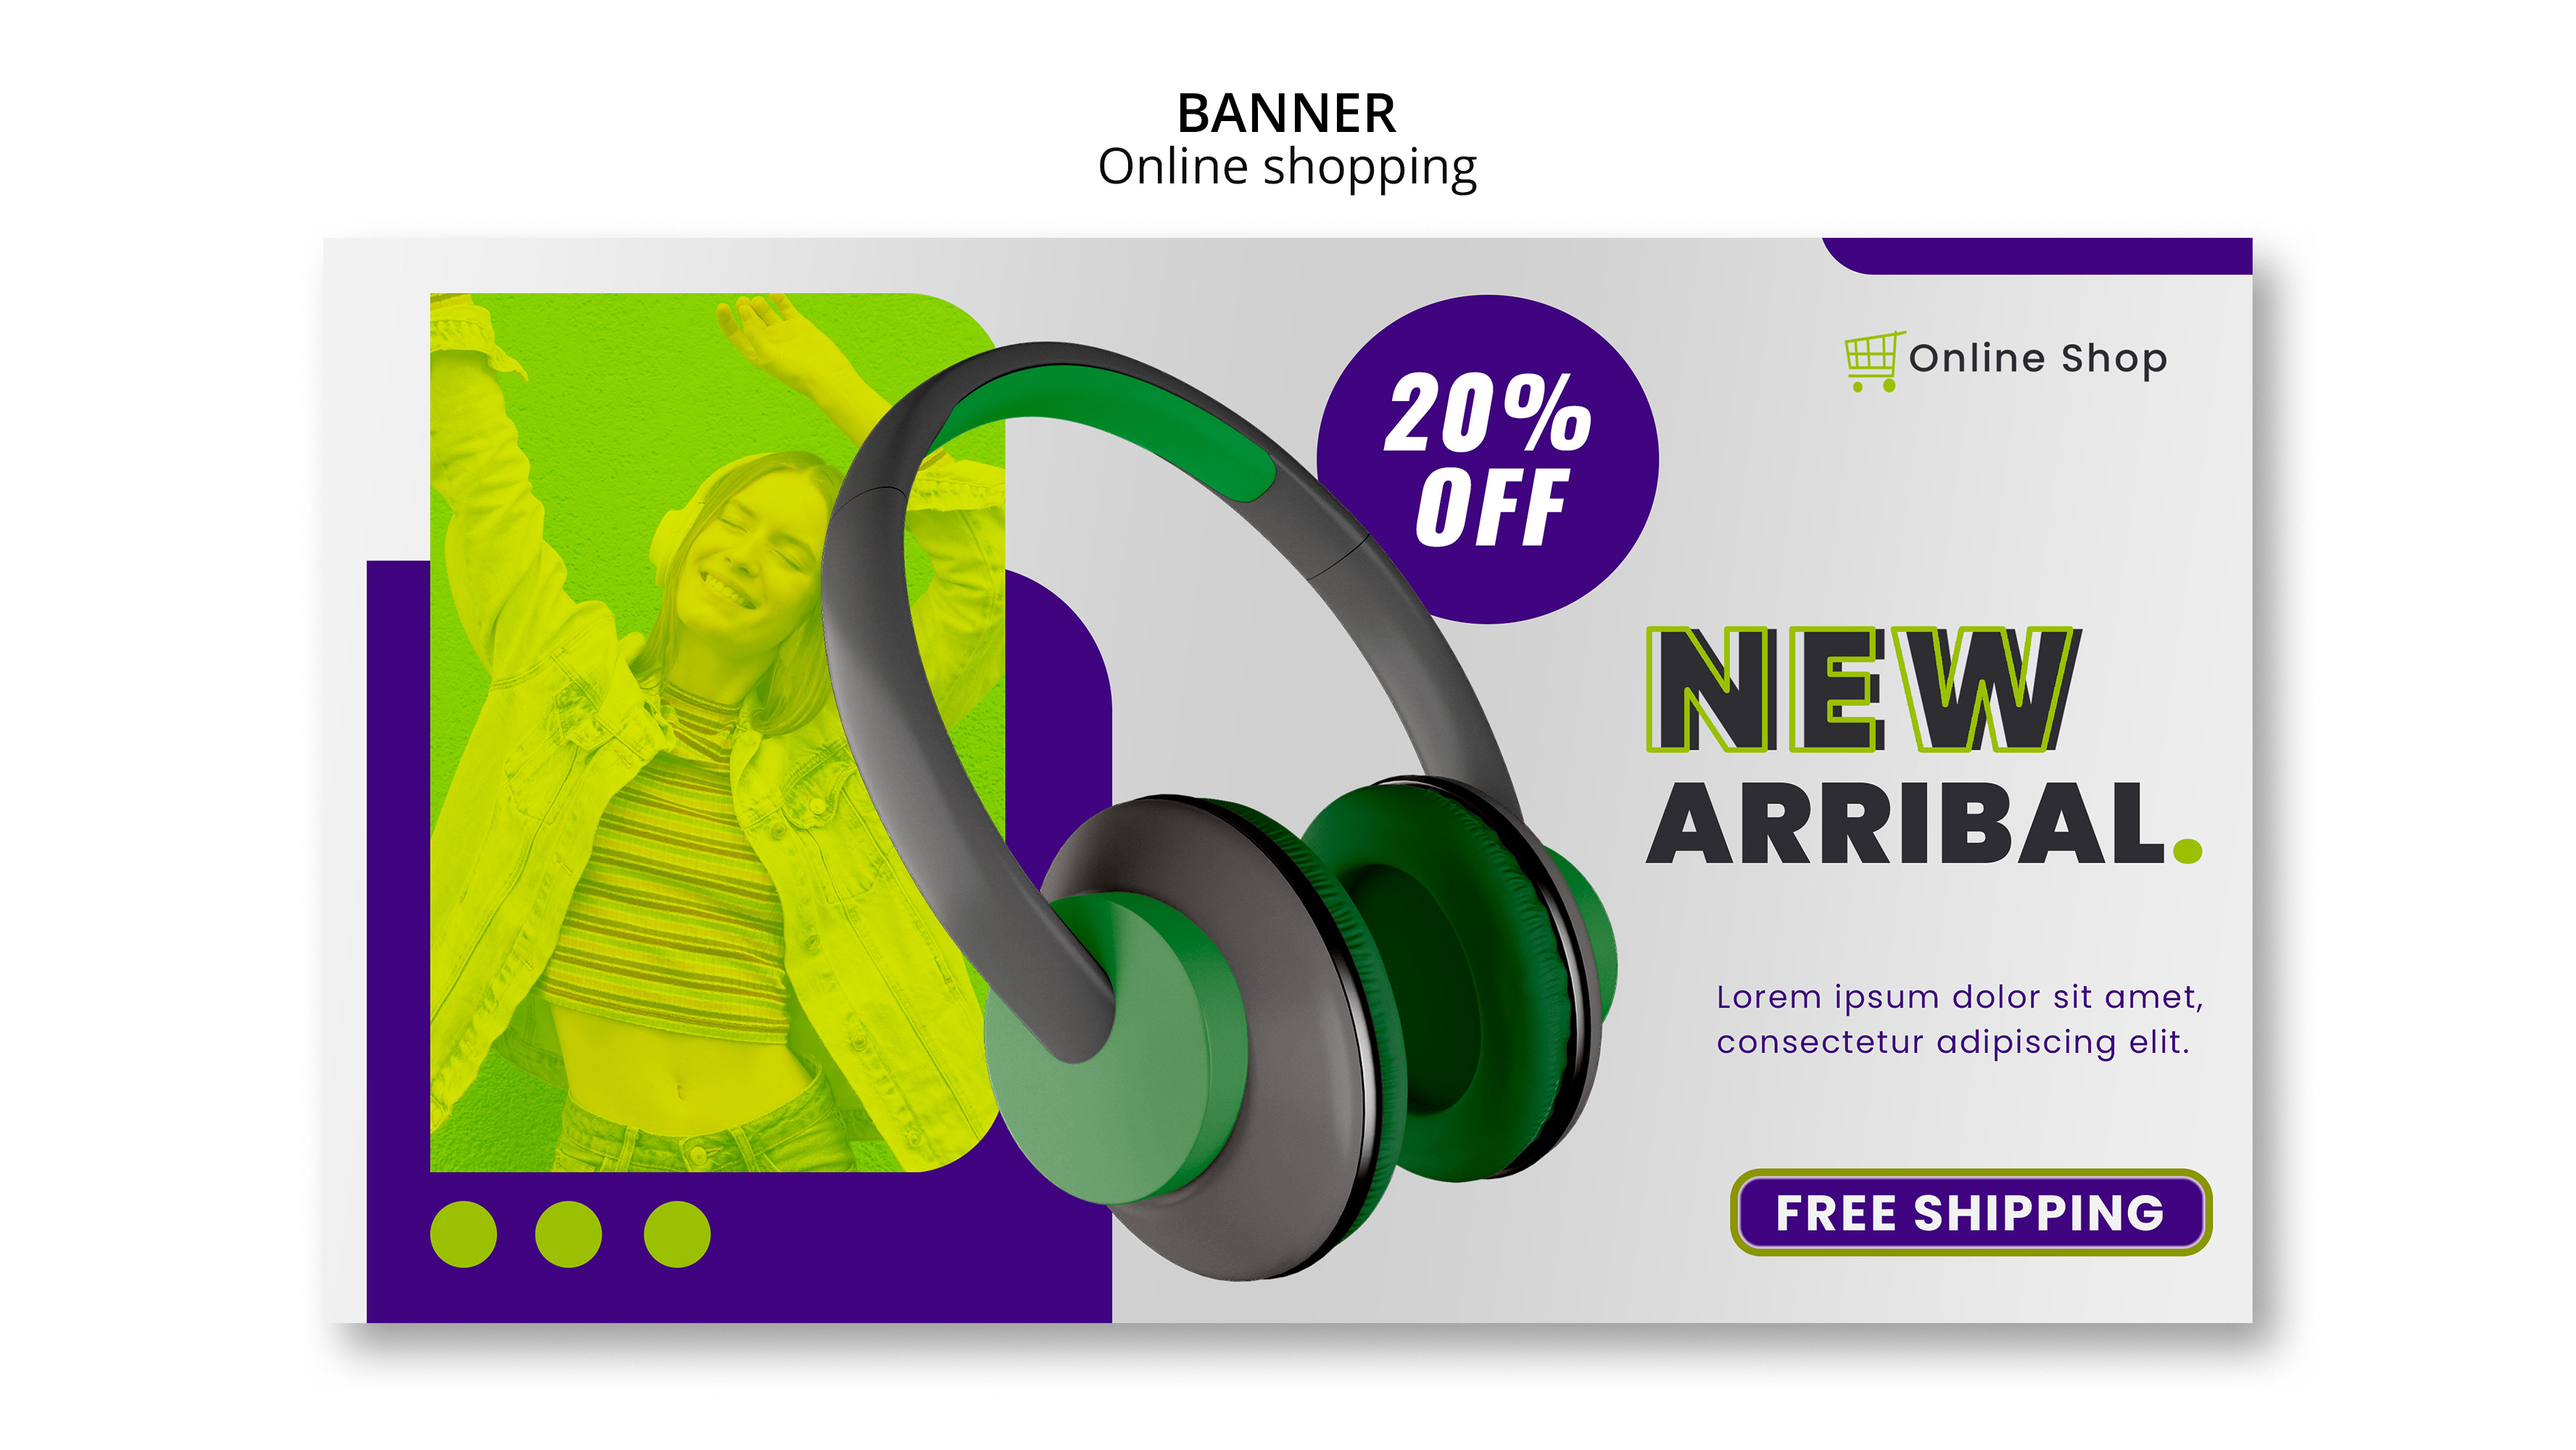 BANNER
Online shopping
Online Shop
20%
OFF
NEW
ARRIBAL.
Lorem ipsum dolor sit amet,
consectetur adipiscing elit.
FREE SHIPPING